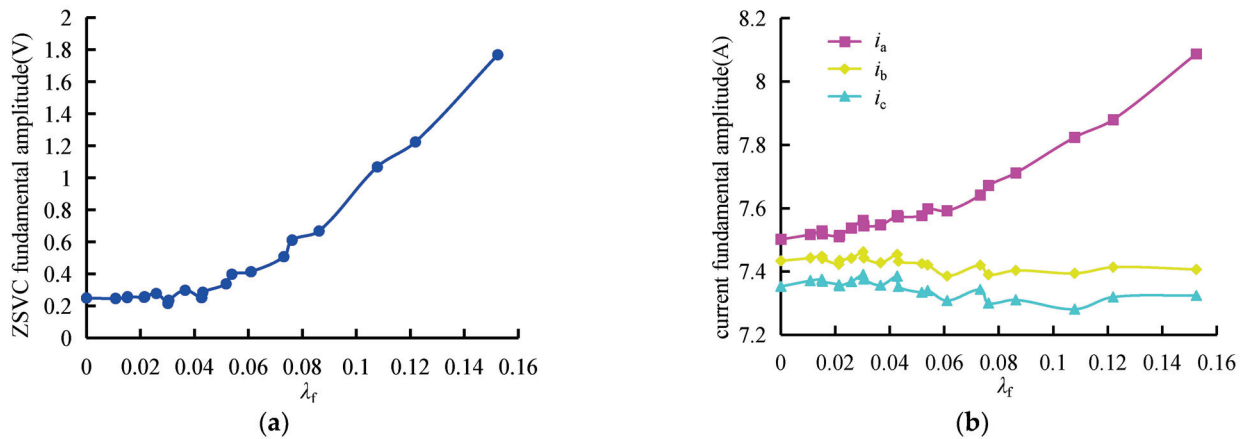 ZSVC fundamental amplitude(V)
2
1.8
1.6
1.4
1.2
1
0.8
0.6
0.4
0.2
0
0 0.02 0.04 0.06 0.08 0.10 0.12 0.14 0.16
λf
(a)
current fundamental amplitude(A)
8.2
8
7.8
7.6
7.4
7.2
ia
ib
ic
0 0.02 0.04 0.06 0.08 0.1 0.12 0.14 0.16
λf
(b)